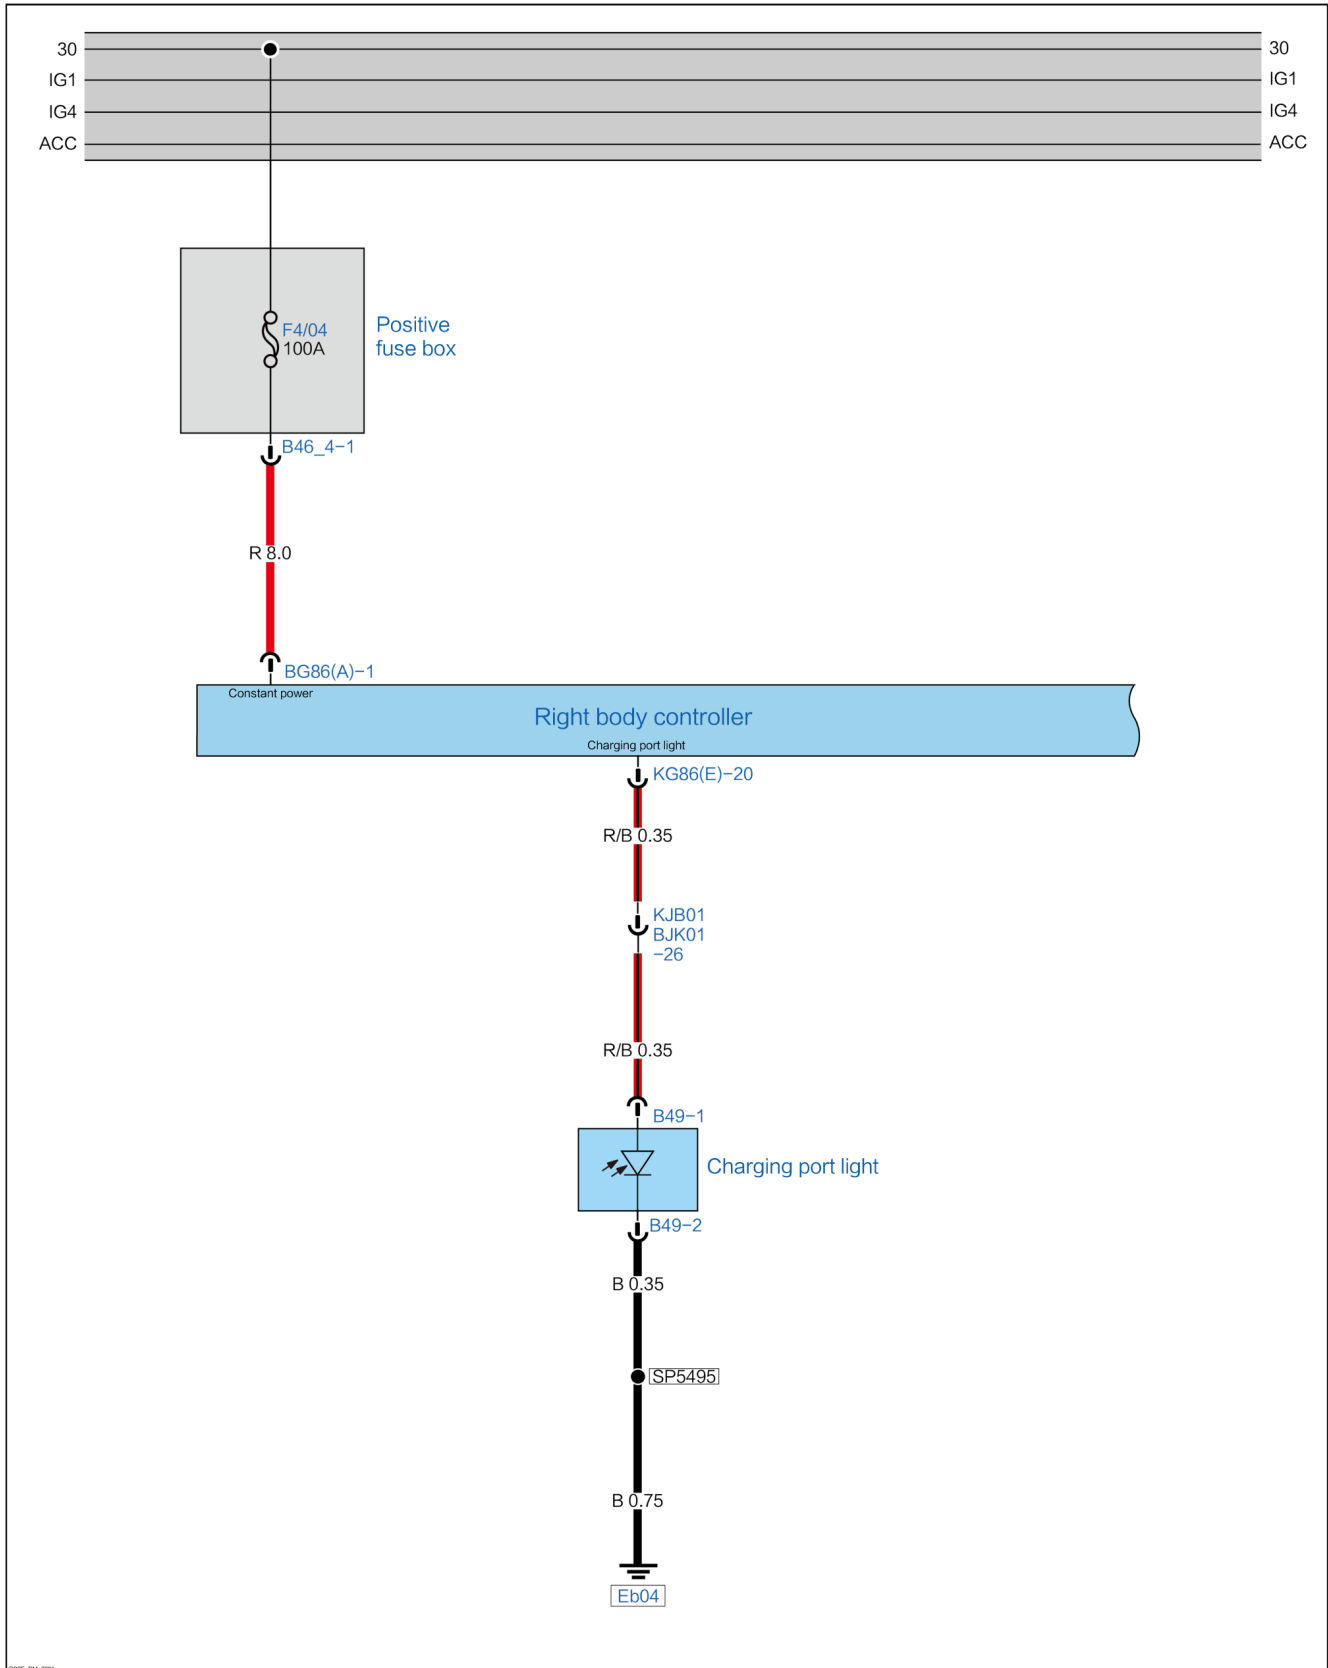 30
30
IG1
IG1
IG4
IG4
ACC
ACC
F4/04
100A
Positive
fuse box
B46_4-1
R 8.0
BG86(A)-1
Constant power
Right body controller
Charging port light
KG86(E)-20
R/B 0.35
KJB01
BJK01
-26
R/B 0.35
B49-1
Charging port light
B49-2
B 0.35
SP5495
B 0.75
Eb04